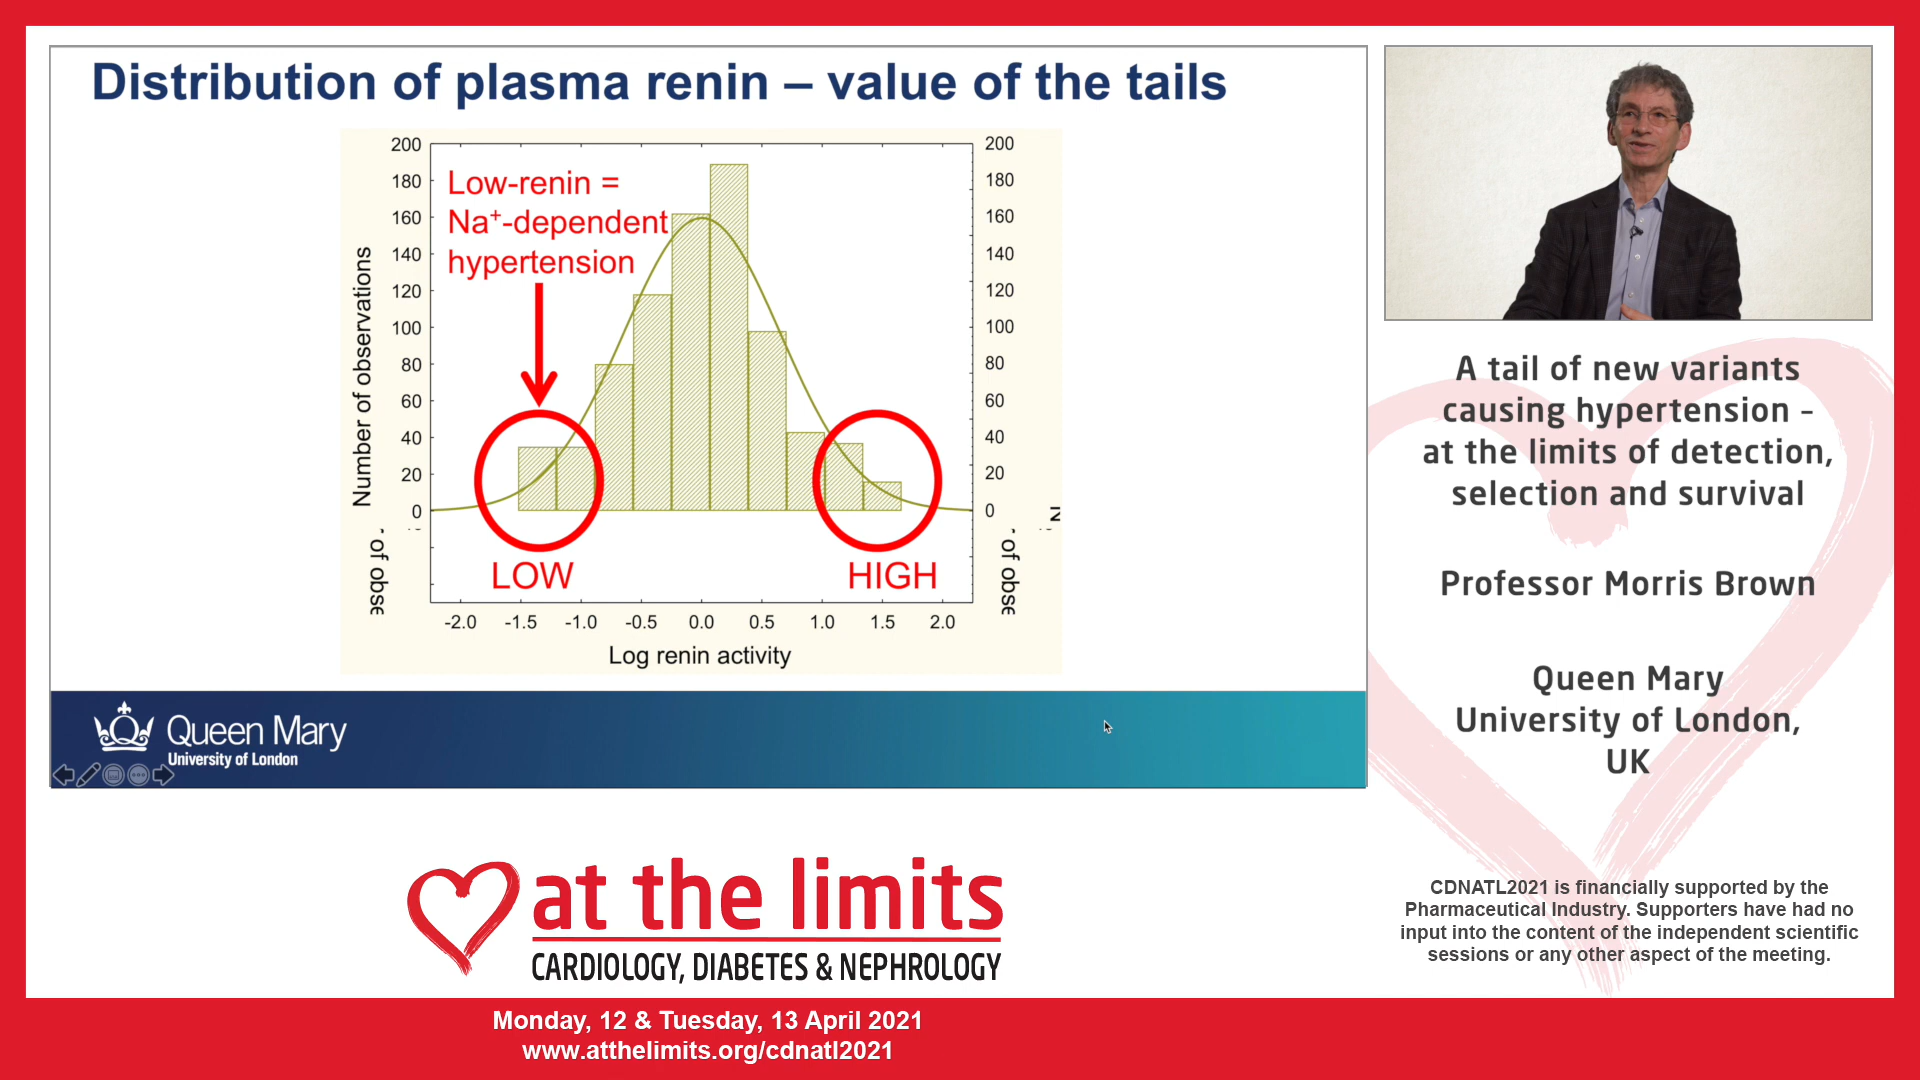 Distribution of plasma renin – value of the tails
200
180
160
140
120
100
80
60
40
20
0
Number of observations
Low-renin =
Na⁺-dependent
hypertension
200
180
160
140
120
100
80
60
40
20
0
N
r of obse
r of obse
LOW
HIGH
-2.0 -1.5 -1.0 -0.5 0.0 0.5 1.0 1.5 2.0
Log renin activity
Queen Mary
University of London
A tail of new variants
causing hypertension –
at the limits of detection,
selection and survival
Professor Morris Brown
Queen Mary
University of London,
UK
at the limits
CARDIOLOGY, DIABETES & NEPHROLOGY
CDNATL2021 is financially supported by the
Pharmaceutical Industry. Supporters have had no
input into the content of the independent scientific
sessions or any other aspect of the meeting.
Monday, 12 & Tuesday, 13 April 2021
www.atthelimits.org/cdnatl2021